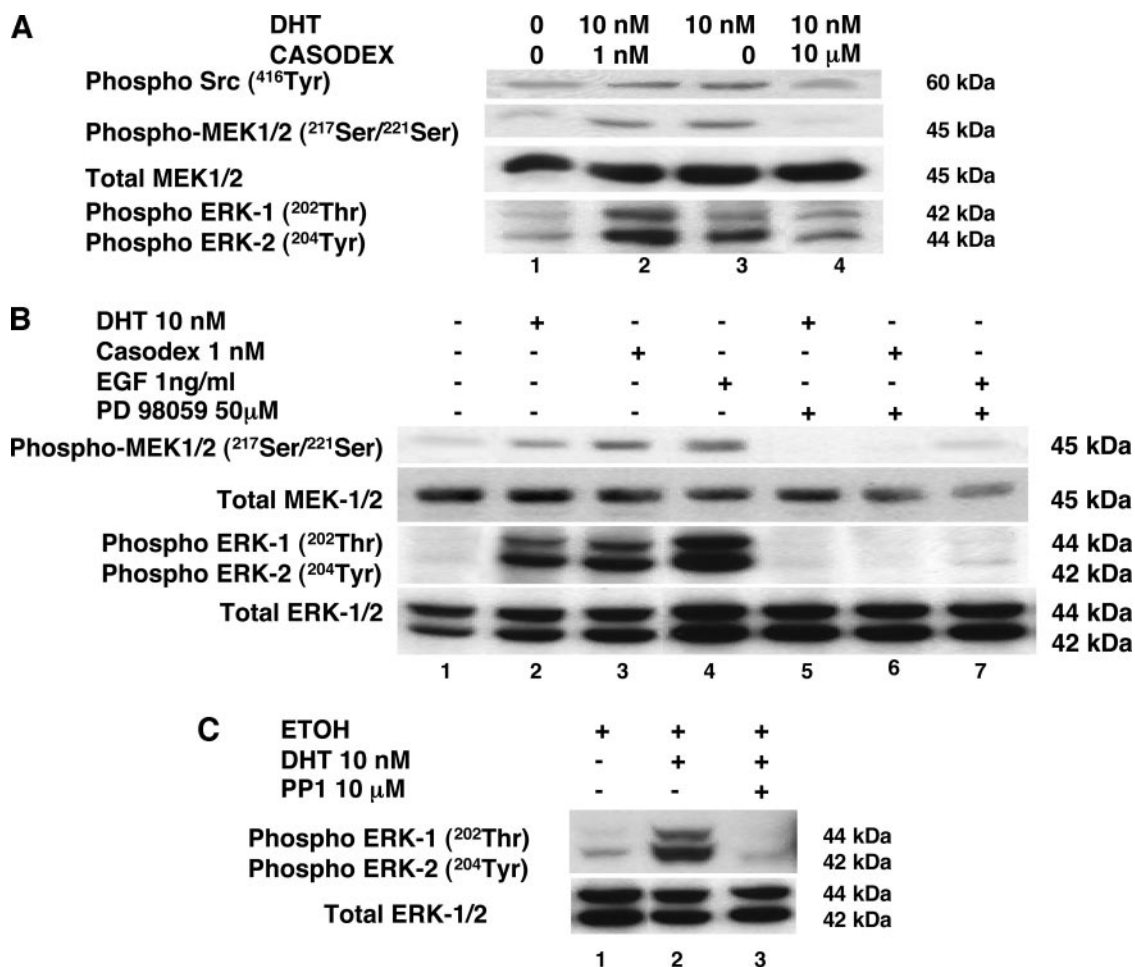 A
DHT 0 10 nM 10 nM 10 nM
CASODEX 0 1 nM 0 10 μM
Phospho Src (⁴¹⁶Tyr) 60 kDa
Phospho-MEK1/2 (²¹⁷Ser/²²¹Ser) 45 kDa
Total MEK1/2 45 kDa
Phospho ERK-1 (²⁰²Thr) 42 kDa
Phospho ERK-2 (²⁰⁴Tyr) 44 kDa
1 2 3 4
B
DHT 10 nM - + - - + - -
Casodex 1 nM - - + - - + -
EGF 1ng/ml - - - + - - +
PD 98059 50μM - - - - + + +
Phospho-MEK1/2 (²¹⁷Ser/²²¹Ser) 45 kDa
Total MEK-1/2 45 kDa
Phospho ERK-1 (²⁰²Thr) 44 kDa
Phospho ERK-2 (²⁰⁴Tyr) 42 kDa
Total ERK-1/2 44 kDa
42 kDa
1 2 3 4 5 6 7
C
ETOH + + +
DHT 10 nM - + +
PP1 10 μM - - +
Phospho ERK-1 (²⁰²Thr) 44 kDa
Phospho ERK-2 (²⁰⁴Tyr) 42 kDa
Total ERK-1/2 44 kDa
42 kDa
1 2 3